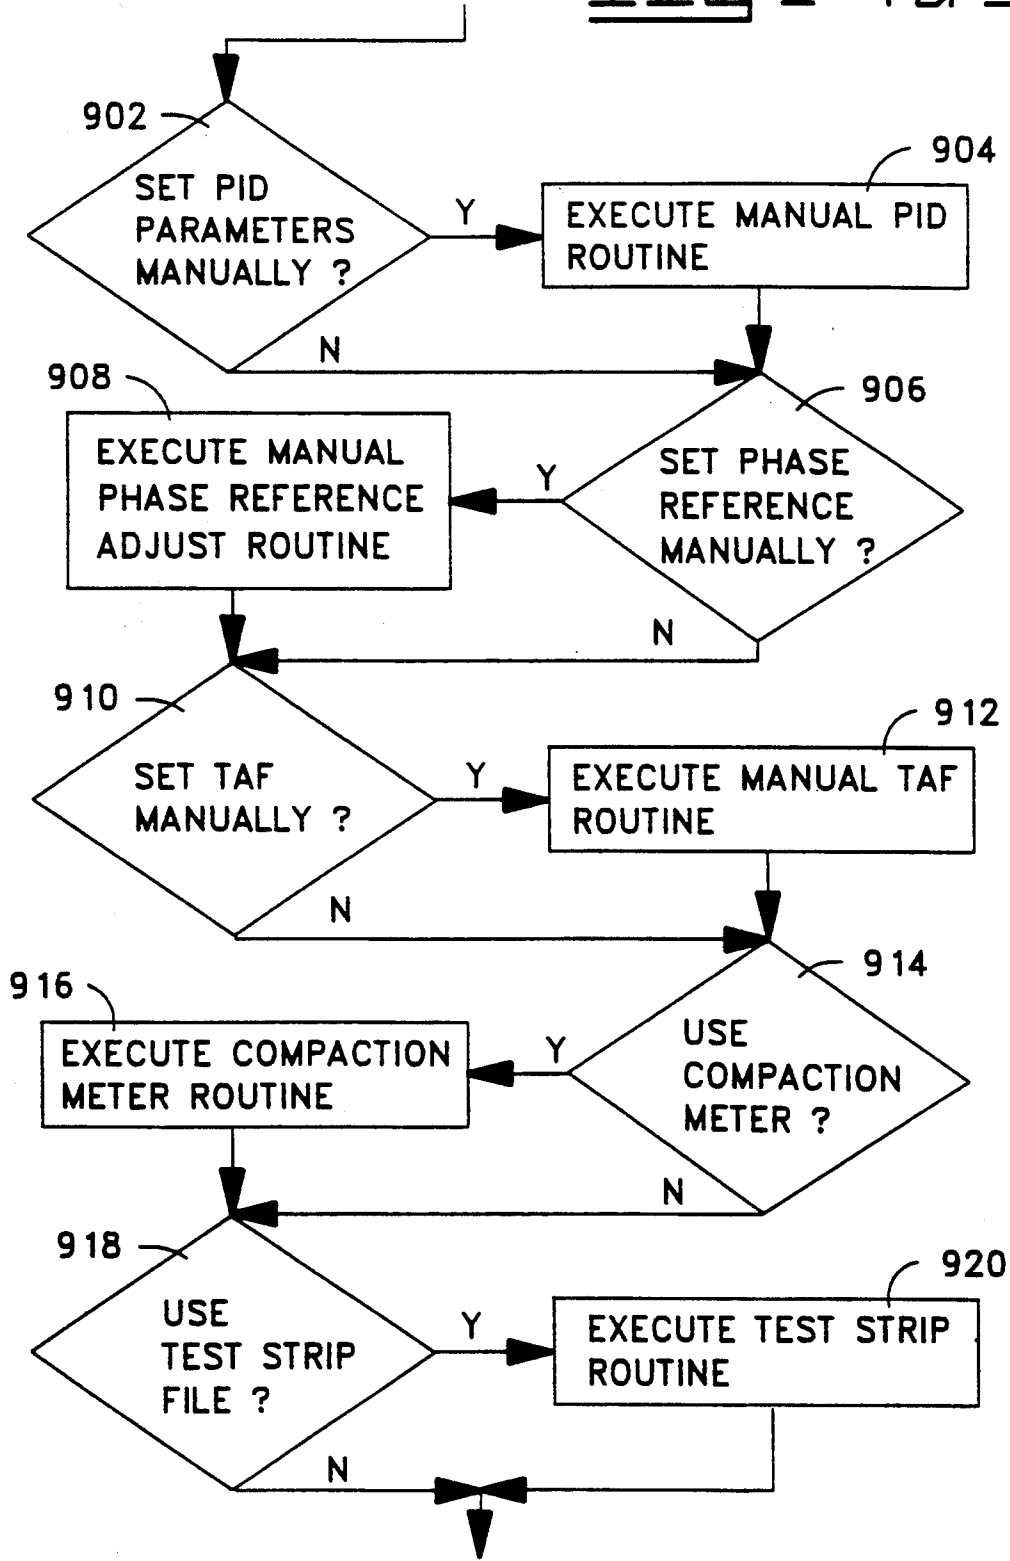 902
SET PID
PARAMETERS
MANUALLY ?
Y
904
EXECUTE MANUAL PID
ROUTINE
N
908
EXECUTE MANUAL
PHASE REFERENCE
ADJUST ROUTINE
906
Y
SET PHASE
REFERENCE
MANUALLY ?
N
910
SET TAF
MANUALLY ?
Y
912
EXECUTE MANUAL TAF
ROUTINE
N
916
EXECUTE COMPACTION
METER ROUTINE
914
Y
USE
COMPACTION
METER ?
N
918
USE
TEST STRIP
FILE ?
Y
920
EXECUTE TEST STRIP
ROUTINE
N